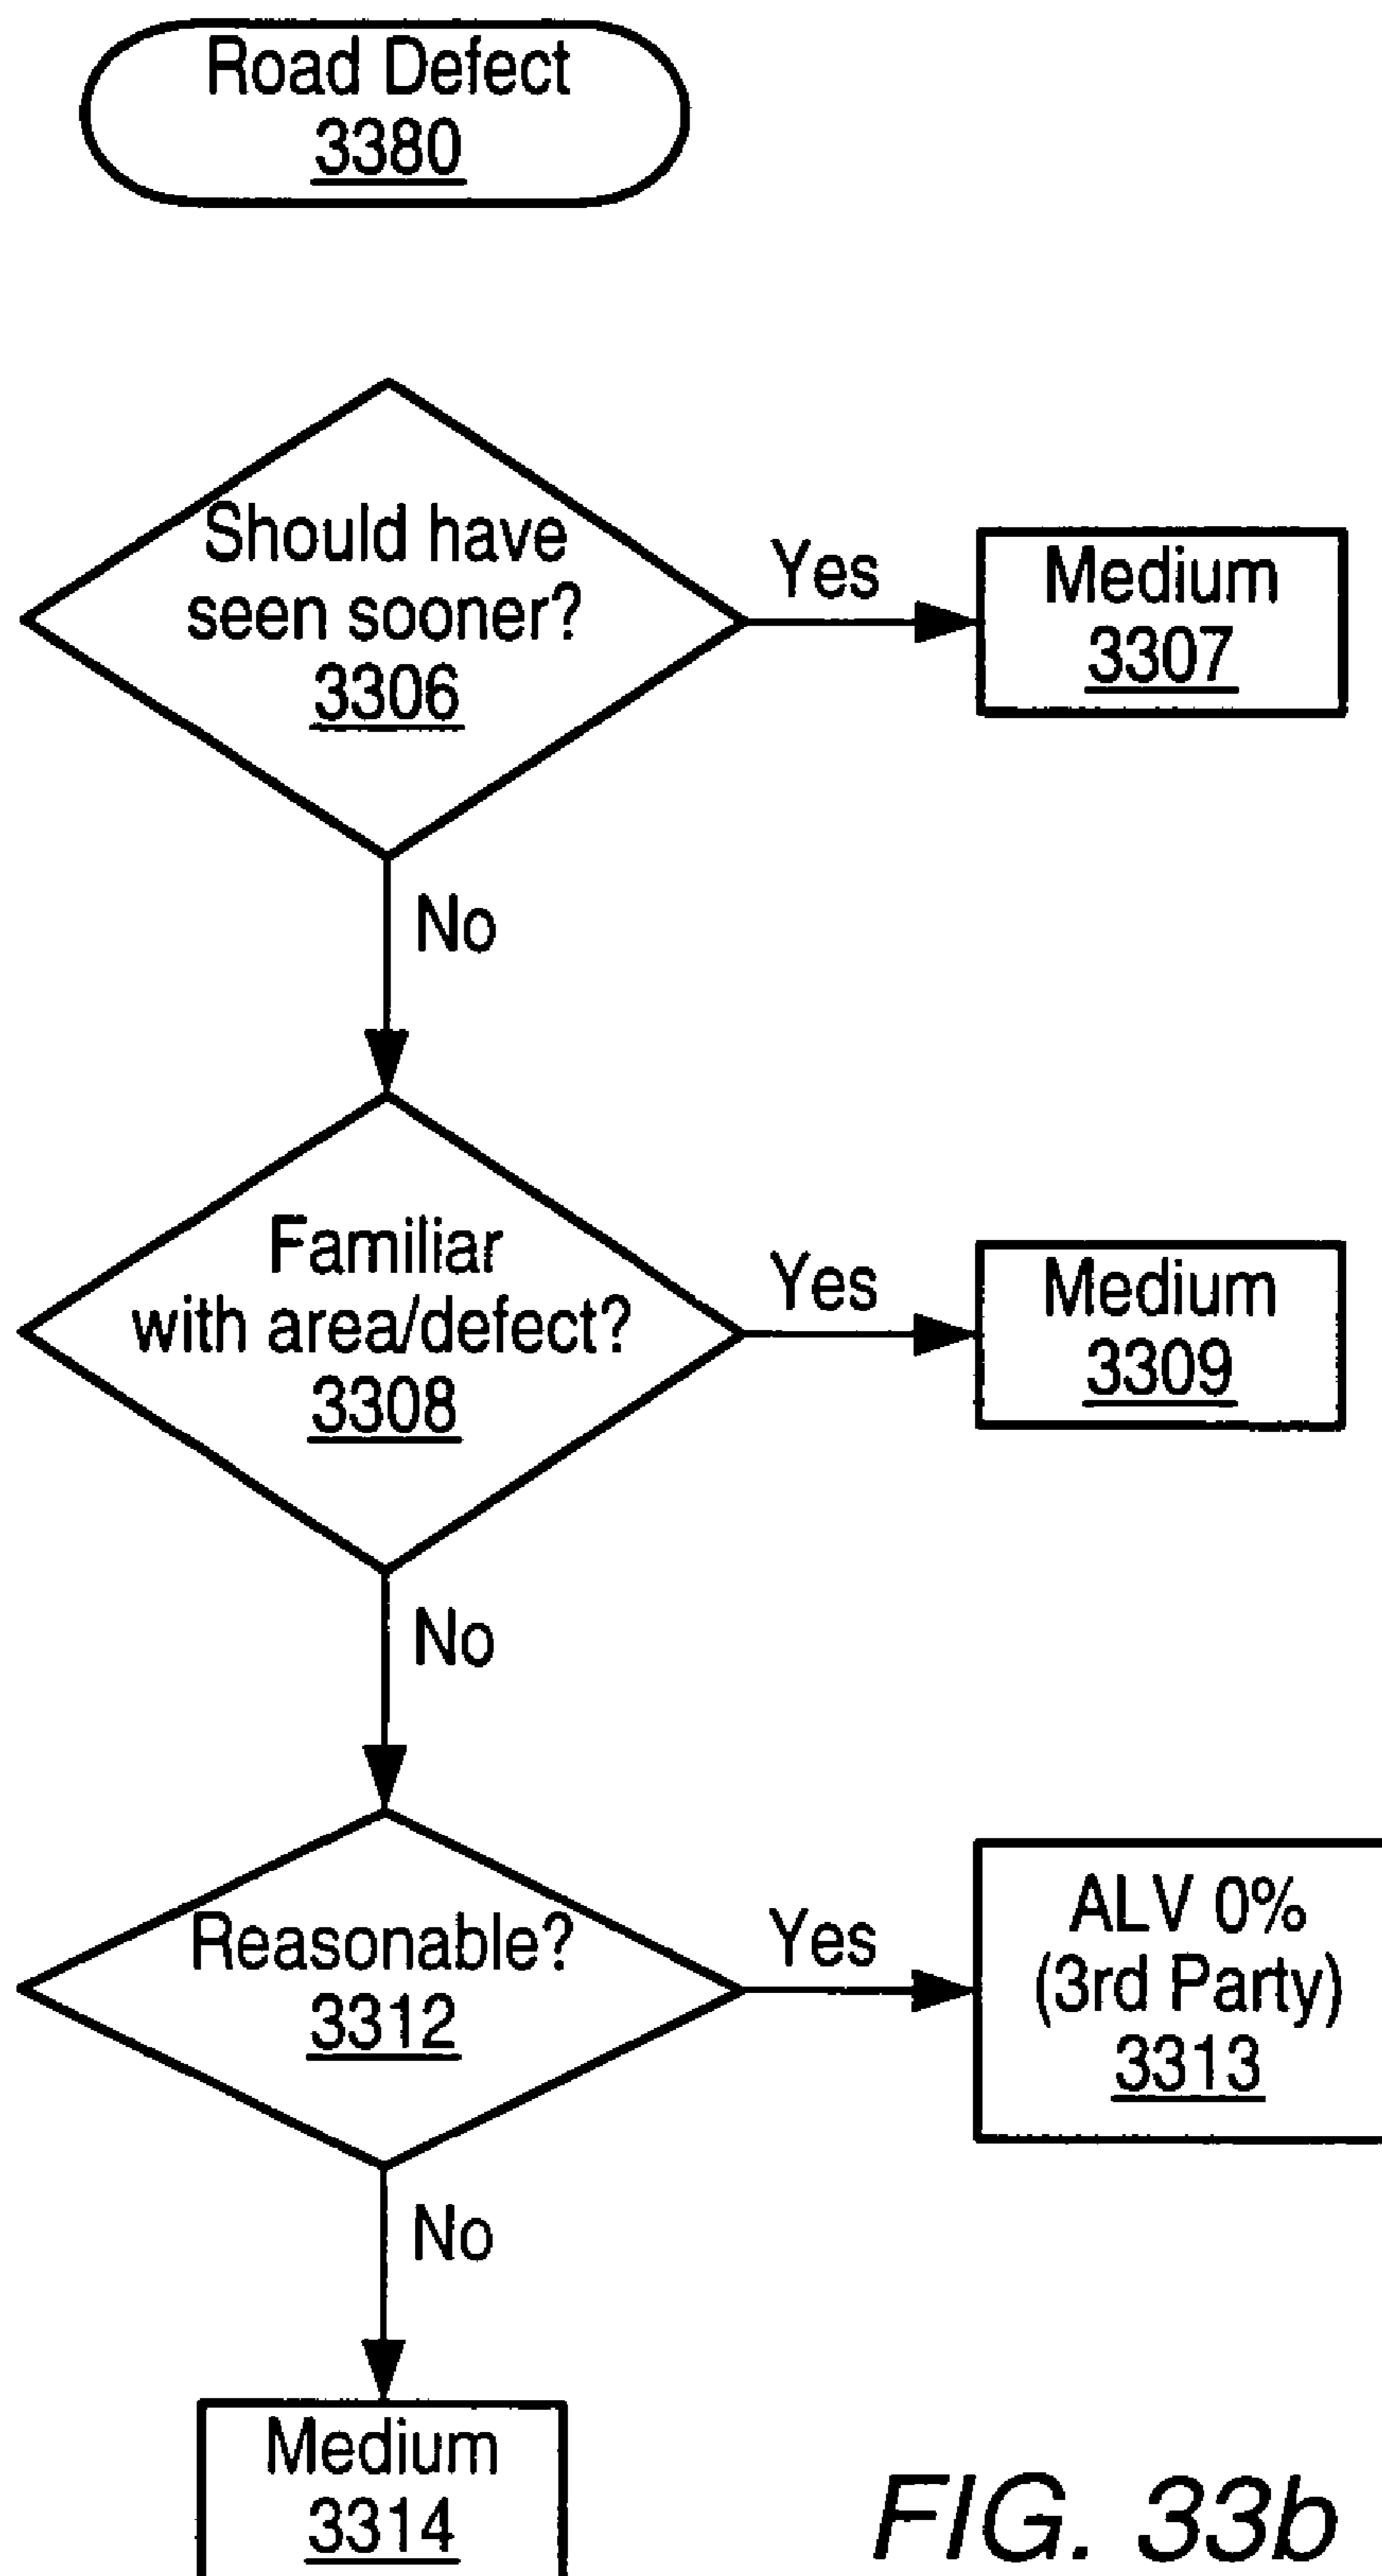 Road Defect
3380
Should have
seen sooner?
3306
Yes
Medium
3307
No
Familiar
with area/defect?
3308
Yes
Medium
3309
No
Reasonable?
3312
Yes
ALV 0%
(3rd Party)
3313
No
Medium
3314
FIG. 33b